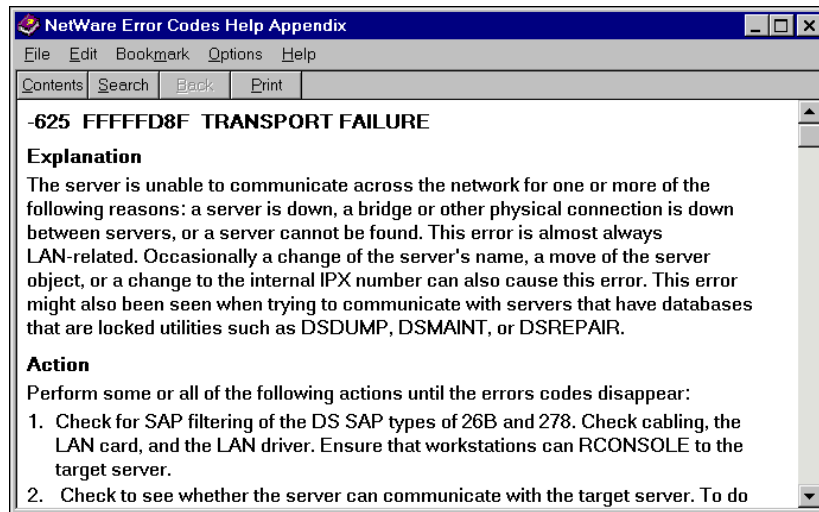 NetWare Error Codes Help Appendix
File Edit Bookmark Options Help
Contents Search Back Print
-625 FFFFFD8F TRANSPORT FAILURE
Explanation
The server is unable to communicate across the network for one or more of the
following reasons: a server is down, a bridge or other physical connection is down
between servers, or a server cannot be found. This error is almost always
LAN-related. Occasionally a change of the server's name, a move of the server
object, or a change to the internal IPX number can also cause this error. This error
might also been seen when trying to communicate with servers that have databases
that are locked utilities such as DSDUMP, DSMAINT, or DSREPAIR.
Action
Perform some or all of the following actions until the errors codes disappear:
1. Check for SAP filtering of the DS SAP types of 26B and 278. Check cabling, the
LAN card, and the LAN driver. Ensure that workstations can RCONSOLE to the
target server.
2. Check to see whether the server can communicate with the target server. To do